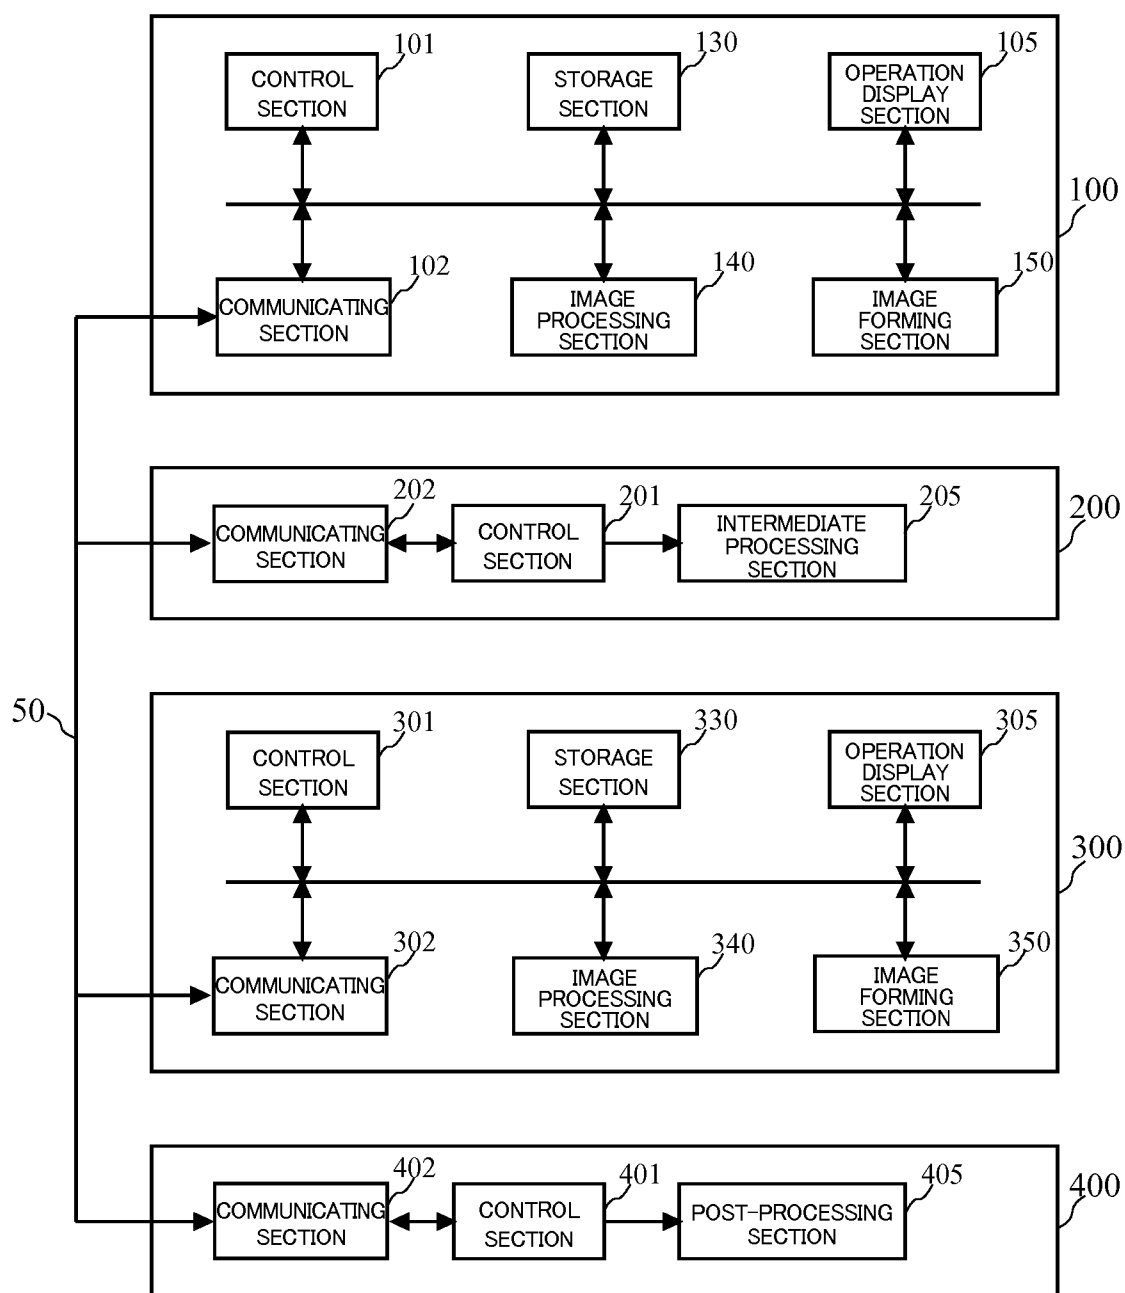 101
130
105
CONTROL
SECTION
STORAGE
SECTION
OPERATION
DISPLAY
SECTION
100
102
140
150
COMMUNICATING
SECTION
IMAGE
PROCESSING
SECTION
IMAGE
FORMING
SECTION
202
201
205
200
COMMUNICATING
SECTION
CONTROL
SECTION
INTERMEDIATE
PROCESSING
SECTION
50
301
330
305
CONTROL
SECTION
STORAGE
SECTION
OPERATION
DISPLAY
SECTION
300
302
340
350
COMMUNICATING
SECTION
IMAGE
PROCESSING
SECTION
IMAGE
FORMING
SECTION
402
401
405
400
COMMUNICATING
SECTION
CONTROL
SECTION
POST-PROCESSING
SECTION